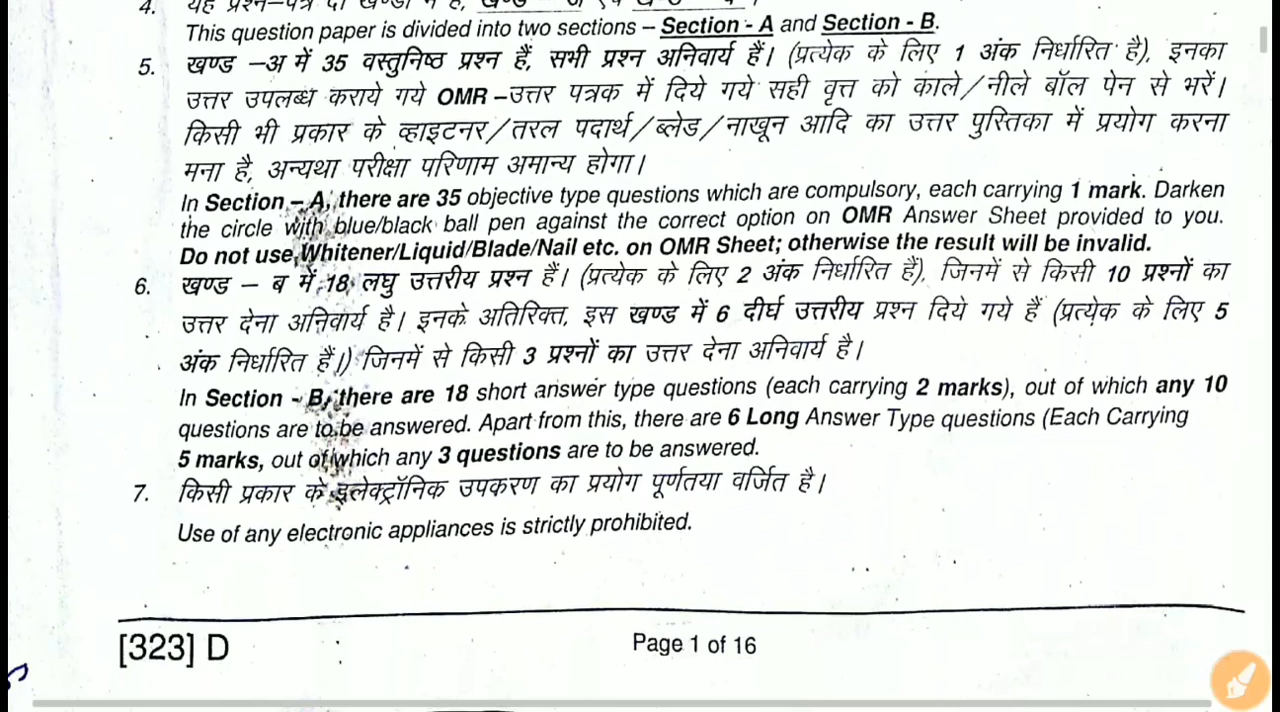 4. यह प्रश्न-पत्र दो खण्डों में है,
This question paper is divided into two sections – Section - A and Section - B.
5. खण्ड –अ में 35 वस्तुनिष्ठ प्रश्न हैं, सभी प्रश्न अनिवार्य हैं। (प्रत्येक के लिए 1 अंक निर्धारित है), इनका
उत्तर उपलब्ध कराये गये OMR –उत्तर पत्रक में दिये गये सही वृत्त को काले/नीले बॉल पेन से भरें।
किसी भी प्रकार के व्हाइटनर/तरल पदार्थ/ब्लेड/नाखून आदि का उत्तर पुस्तिका में प्रयोग करना
मना है, अन्यथा परीक्षा परिणाम अमान्य होगा।
In Section – A, there are 35 objective type questions which are compulsory, each carrying 1 mark. Darken
the circle with blue/black ball pen against the correct option on OMR Answer Sheet provided to you.
Do not use Whitener/Liquid/Blade/Nail etc. on OMR Sheet; otherwise the result will be invalid.
6. खण्ड – ब में 18 लघु उत्तरीय प्रश्न हैं। (प्रत्येक के लिए 2 अंक निर्धारित हैं), जिनमें से किसी 10 प्रश्नों का
उत्तर देना अनिवार्य है। इनके अतिरिक्त, इस खण्ड में 6 दीर्घ उत्तरीय प्रश्न दिये गये हैं (प्रत्येक के लिए 5
अंक निर्धारित हैं।) जिनमें से किसी 3 प्रश्नों का उत्तर देना अनिवार्य है।
In Section - B, there are 18 short answer type questions (each carrying 2 marks), out of which any 10
questions are to be answered. Apart from this, there are 6 Long Answer Type questions (Each Carrying
5 marks, out of which any 3 questions are to be answered.
7. किसी प्रकार के इलेक्ट्रॉनिक उपकरण का प्रयोग पूर्णतया वर्जित है।
Use of any electronic appliances is strictly prohibited.
[323] D Page 1 of 16